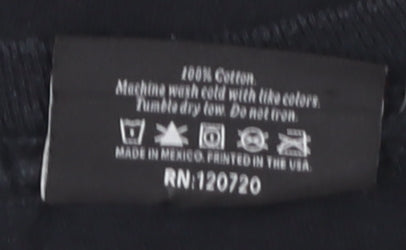 100% Cotton.
Machine wash cold with like colors.
Tumble dry low. Do not iron.
MADE IN MEXICO. PRINTED IN THE USA.
RN:120720